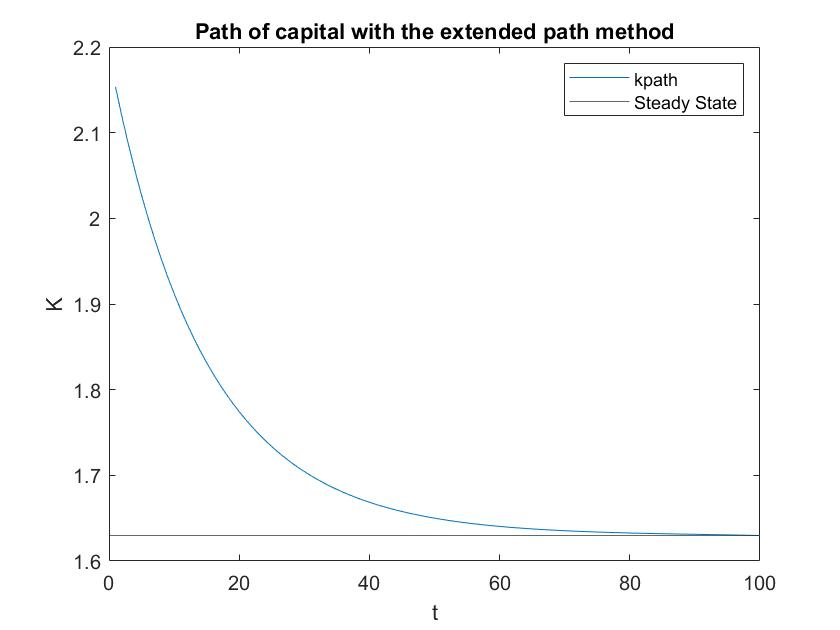 Path of capital with the extended path method
2.2
kpath
Steady State
2.1
2
1.9
K
1.8
1.7
1.6
0 20 40 60 80 100
t